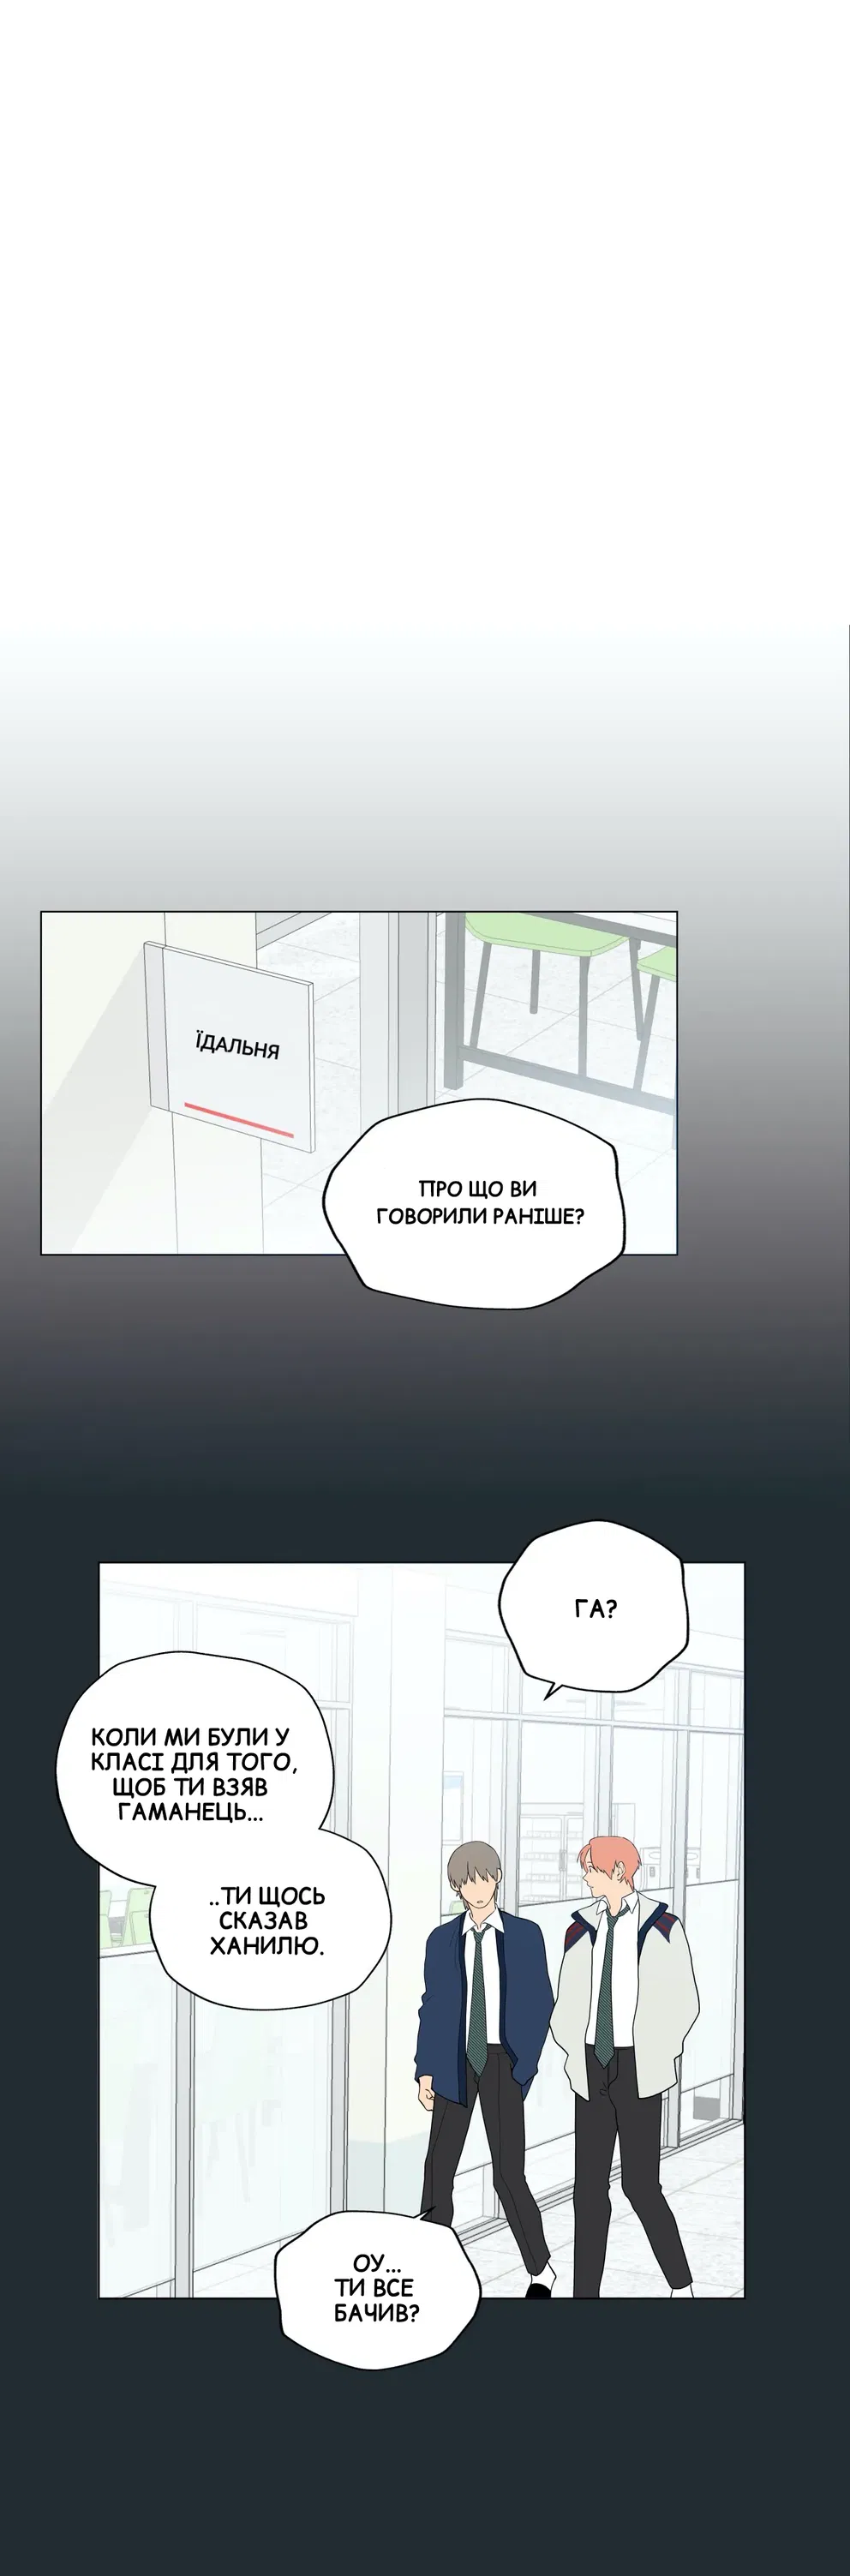 ЇДАЛЬНЯ
ПРО ЩО ВИ
ГОВОРИЛИ РАНІШЕ?
ГА?
КОЛИ МИ БУЛИ У
КЛАСІ ДЛЯ ТОГО,
ЩОБ ТИ ВЗЯВ
ГАМАНЕЦЬ...
..ТИ ЩОСЬ
СКАЗАВ
ХАНИЛЮ.
ОУ...
ТИ ВСЕ
БАЧИВ?